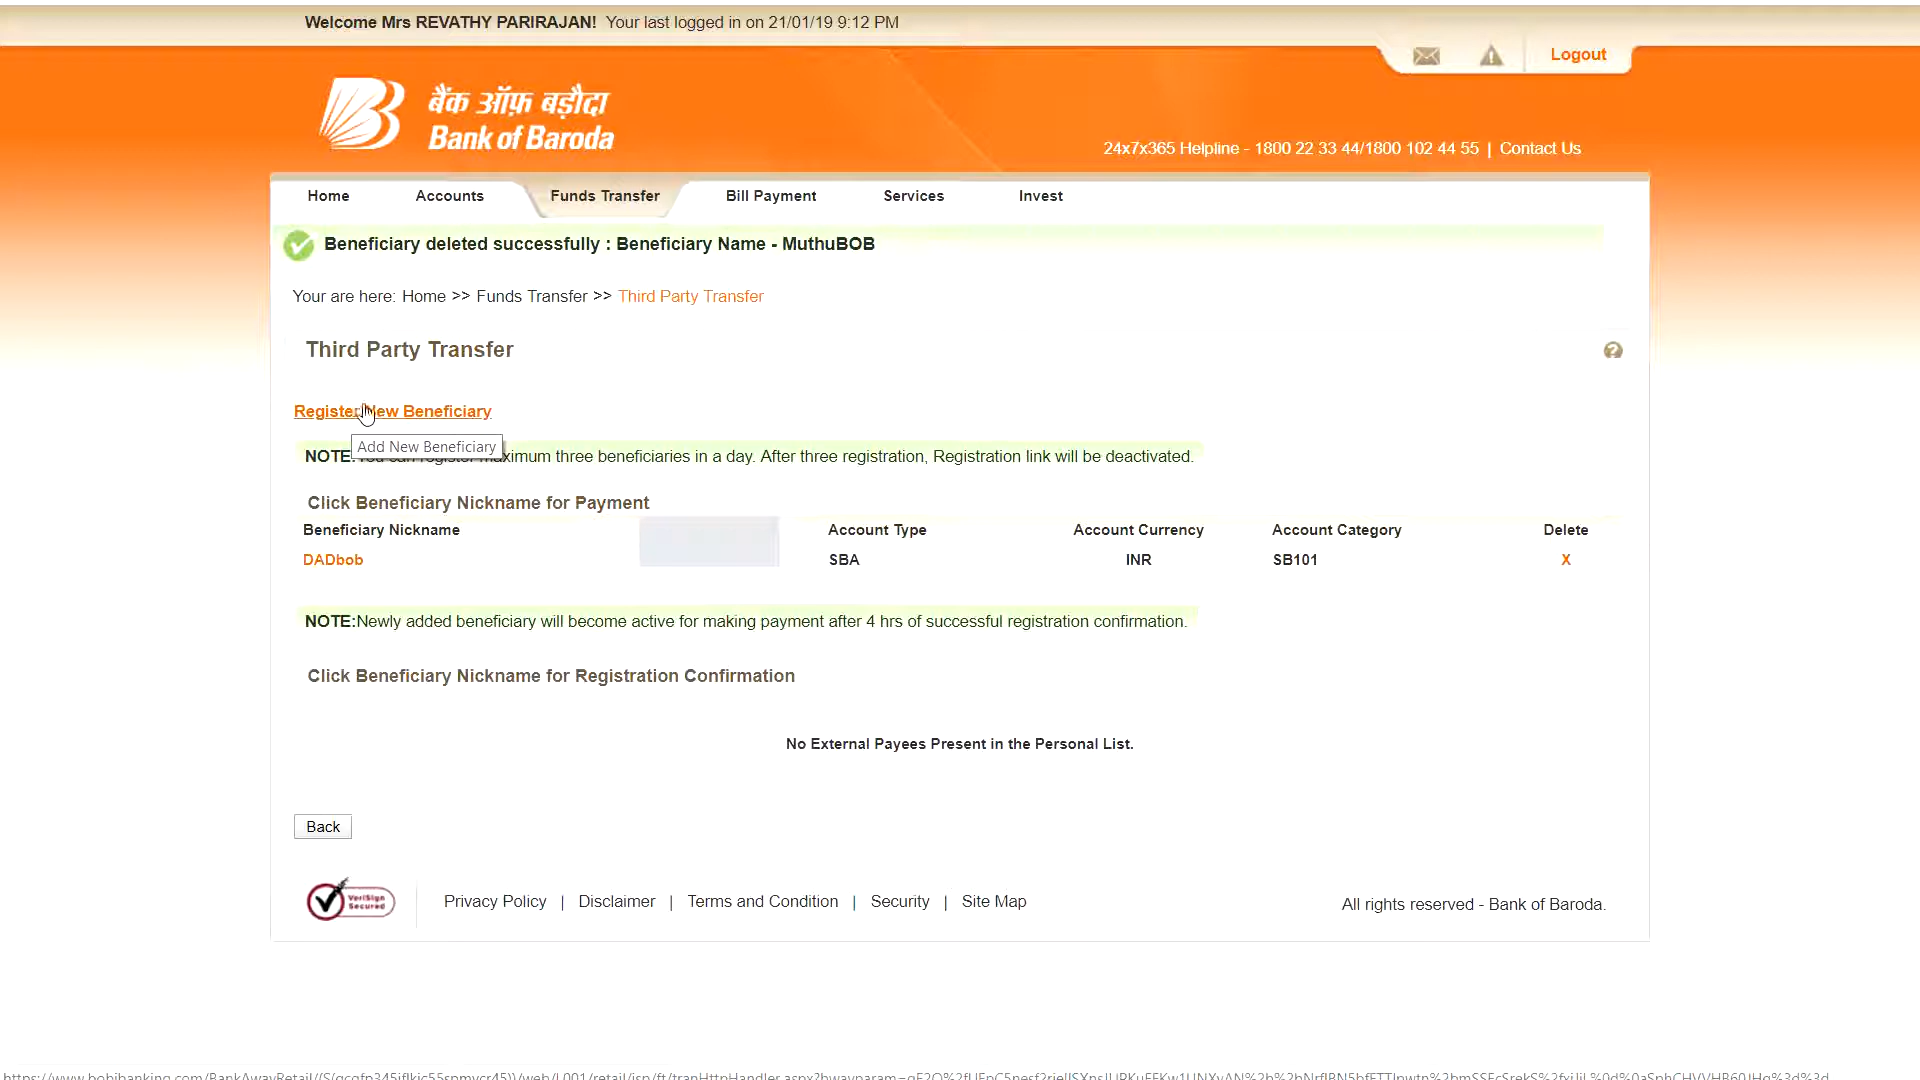 Welcome Mrs REVATHY PARIRAJAN! Your last logged in on 21/01/19 9:12 PM
Logout
बैंक ऑफ़ बड़ौदा
Bank of Baroda
24x7x365 Helpline - 1800 22 33 44/1800 102 44 55 | Contact Us
Home Accounts Funds Transfer Bill Payment Services Invest
Beneficiary deleted successfully : Beneficiary Name - MuthuBOB
Your are here: Home >> Funds Transfer >> Third Party Transfer
Third Party Transfer
Register New Beneficiary
Add New Beneficiary
NOTE:You can register maximum three beneficiaries in a day. After three registration, Registration link will be deactivated.
Click Beneficiary Nickname for Payment
Beneficiary Nickname Account Type Account Currency Account Category Delete
DADbob SBA INR SB101 X
NOTE:Newly added beneficiary will become active for making payment after 4 hrs of successful registration confirmation.
Click Beneficiary Nickname for Registration Confirmation
No External Payees Present in the Personal List.
Back
VeriSign
Secured
Privacy Policy | Disclaimer | Terms and Condition | Security | Site Map
All rights reserved - Bank of Baroda.